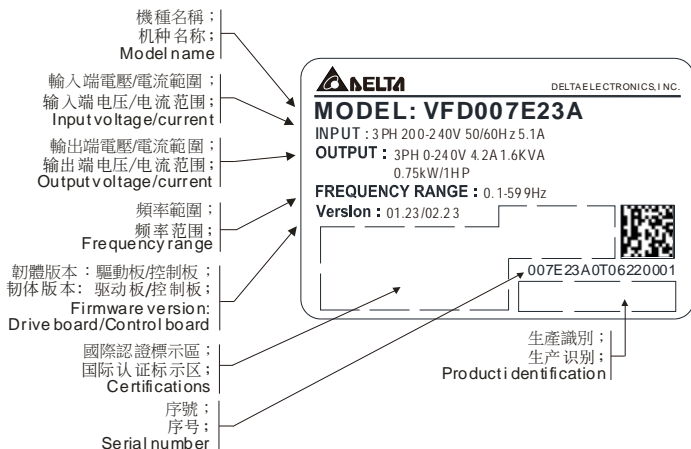 機種名稱；
机种名称；
Model name
輸入端電壓/電流範圍；
输入端电压/电流范围；
Input voltage/current
輸出端電壓/電流範圍；
输出端电压/电流范围；
Output voltage/current
頻率範圍；
频率范围；
Frequency range
韌體版本：驅動板/控制板；
韧体版本：驱动板/控制板；
Firmware version:
Drive board/Control board
國際認證標示區；
国际认证标示区；
Certifications
序號；
序号；
Serial number
DELTA
DELTA ELECTRONICS, INC.
MODEL: VFD007E23A
INPUT : 3PH 200-240V 50/60Hz 5.1A
OUTPUT : 3PH 0-240V 4.2A 1.6KVA
0.75kW/1HP
FREQUENCY RANGE : 0.1-599Hz
Version : 01.23/02.23
007E23A0T06220001
生產識別；
生产识别；
Product identification